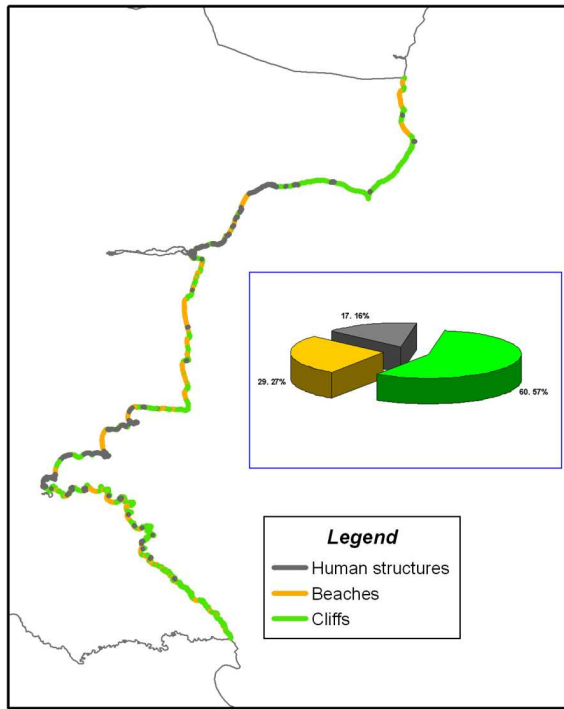 17. 16%
29. 27%
60. 57%
Legend
Human structures
Beaches
Cliffs